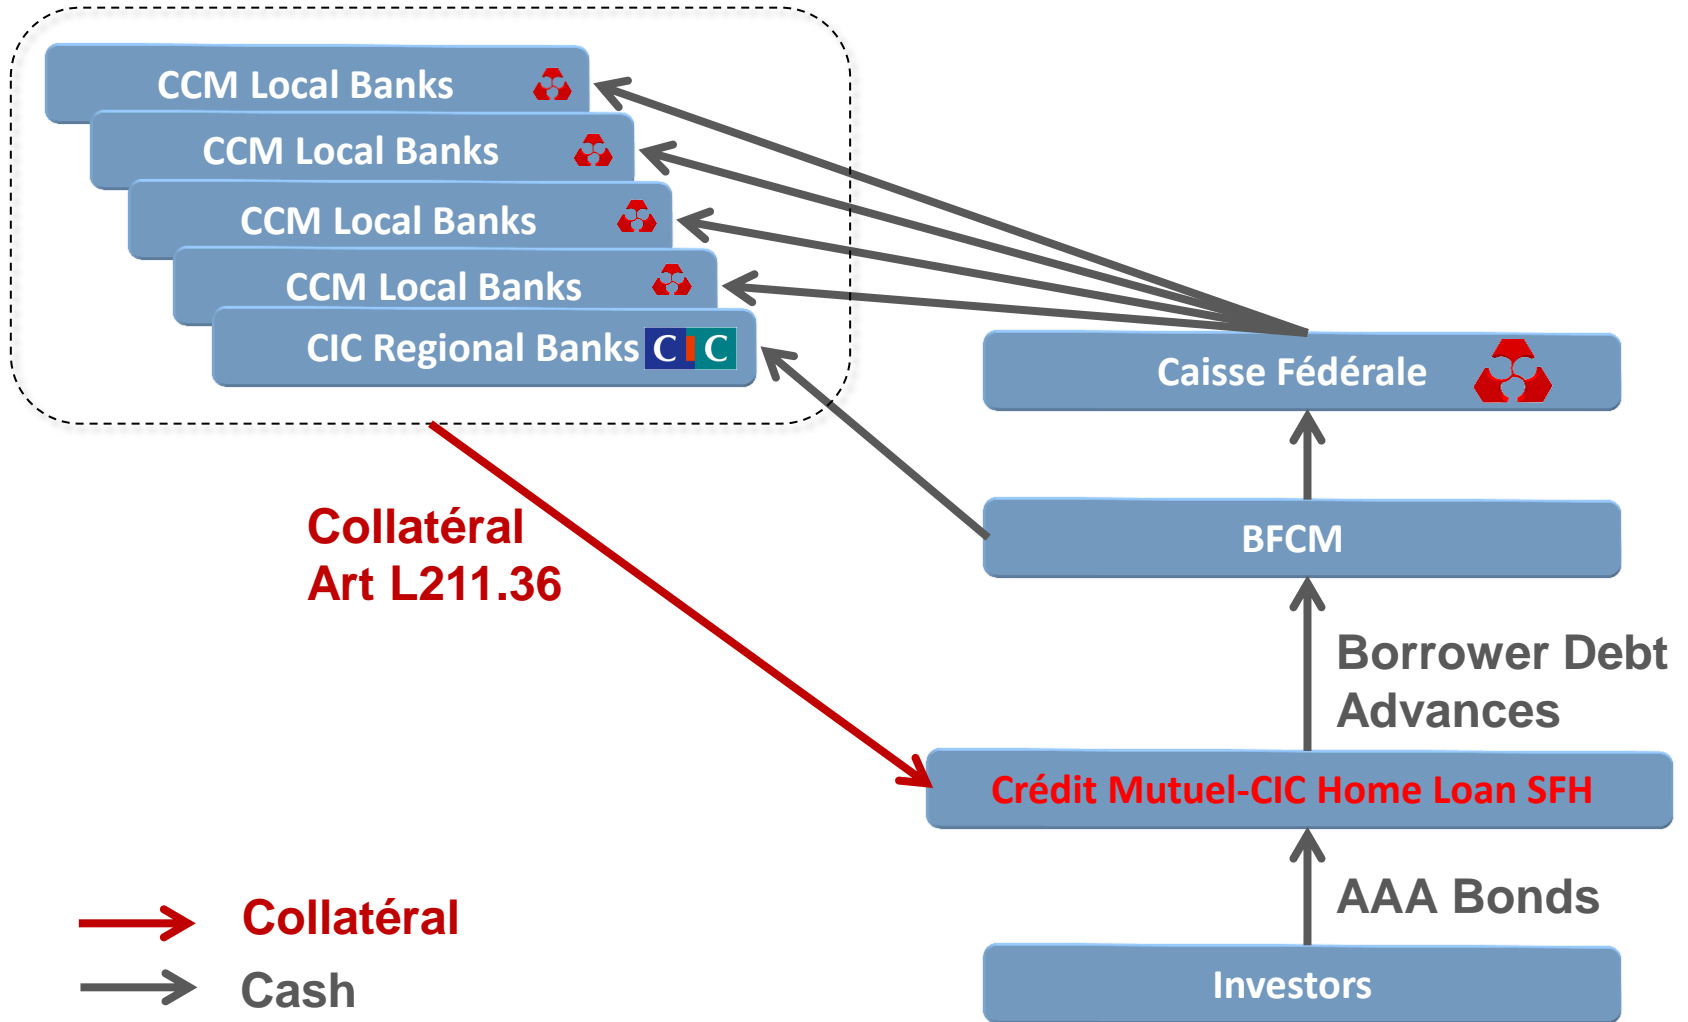 CCM Local Banks
CCM Local Banks
CCM Local Banks
CCM Local Banks
CIC Regional Banks CIC
Caisse Fédérale
BFCM
Collatéral
Art L211.36
Borrower Debt
Advances
Crédit Mutuel-CIC Home Loan SFH
AAA Bonds
Investors
Collatéral
Cash